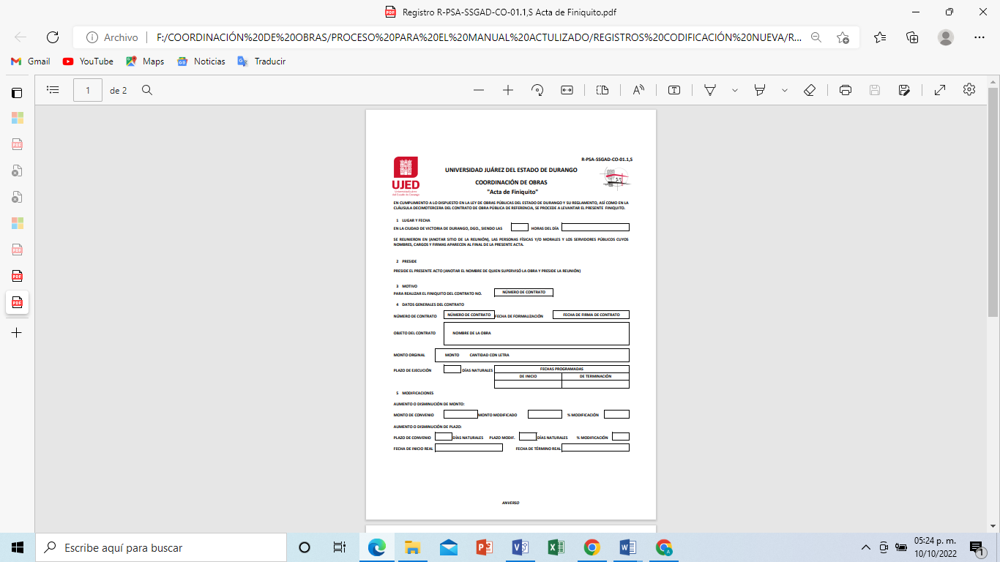 Registro R-PSA-SSGAD-CO-01.1,S Acta de Finiquito.pdf
Archivo
F:/COORDINACIÓN%20DE%20OBRAS/PROCESO%20PARA%20EL%20MANUAL%20ACTULIZADO/REGISTROS%20CODIFICACIÓN%20NUEVA/R...
Gmail YouTube Maps Noticias Traducir
1 de 2
R-PSA-SSGAD-CO-01.1,S
UNIVERSIDAD JUÁREZ DEL ESTADO DE DURANGO
COORDINACIÓN DE OBRAS
"Acta de Finiquito"
UJED
Universidad Juárez
del Estado de Durango
EN CUMPLIMIENTO A LO DISPUESTO EN LA LEY DE OBRAS PÚBLICAS DEL ESTADO DE DURANGO Y SU REGLAMENTO, ASÍ COMO EN LA
CLÁUSULA DECIMOTERCERA DEL CONTRATO DE OBRA PÚBLICA DE REFERENCIA, SE PROCEDE A LEVANTAR EL PRESENTE FINIQUITO.
1 LUGAR Y FECHA
EN LA CIUDAD DE VICTORIA DE DURANGO, DGO., SIENDO LAS HORAS DEL DÍA
SE REUNIERON EN (ANOTAR SITIO DE LA REUNIÓN), LAS PERSONAS FÍSICAS Y/O MORALES Y LOS SERVIDORES PÚBLICOS CUYOS
NOMBRES, CARGOS Y FIRMAS APARECEN AL FINAL DE LA PRESENTE ACTA.
2 PRESIDE
PRESIDE EL PRESENTE ACTO (ANOTAR EL NOMBRE DE QUIEN SUPERVISÓ LA OBRA Y PRESIDE LA REUNIÓN)
3 MOTIVO
PARA REALIZAR EL FINIQUITO DEL CONTRATO NO. NÚMERO DE CONTRATO
4 DATOS GENERALES DEL CONTRATO
NÚMERO DE CONTRATO NÚMERO DE CONTRATO FECHA DE FORMALIZACIÓN FECHA DE FIRMA DE CONTRATO
OBJETO DEL CONTRATO NOMBRE DE LA OBRA
MONTO ORGINAL MONTO CANTIDAD CON LETRA
PLAZO DE EJECUCIÓN DÍAS NATURALES FECHAS PROGRAMADAS
DE INICIO DE TERMINACIÓN
5 MODIFICACIONES
AUMENTO O DISMINUCIÓN DE MONTO:
MONTO DE CONVENIO MONTO MODIFICADO % MODIFICACIÓN
AUMENTO O DISMINUCIÓN DE PLAZO:
PLAZO DE CONVENIO DÍAS NATURALES PLAZO MODIF. DÍAS NATURALES % MODIFICACIÓN
FECHA DE INICIO REAL FECHA DE TÉRMINO REAL
ANVERSO
Escribe aquí para buscar
05:24 p. m.
10/10/2022
1